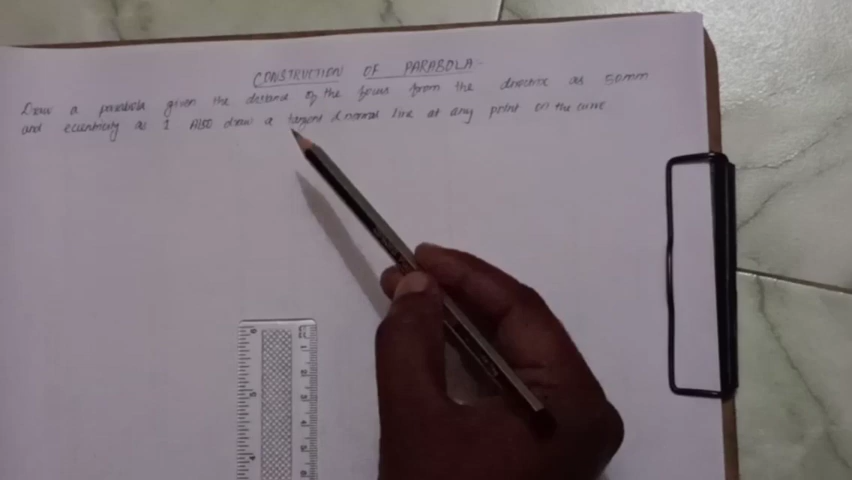 CONSTRUCTION OF PARABOLA:-
Draw a parabola given the distance of the focus from the directrix as 50mm
and eccentricity as 1 Also draw a tangent & normal line at any point on the curve